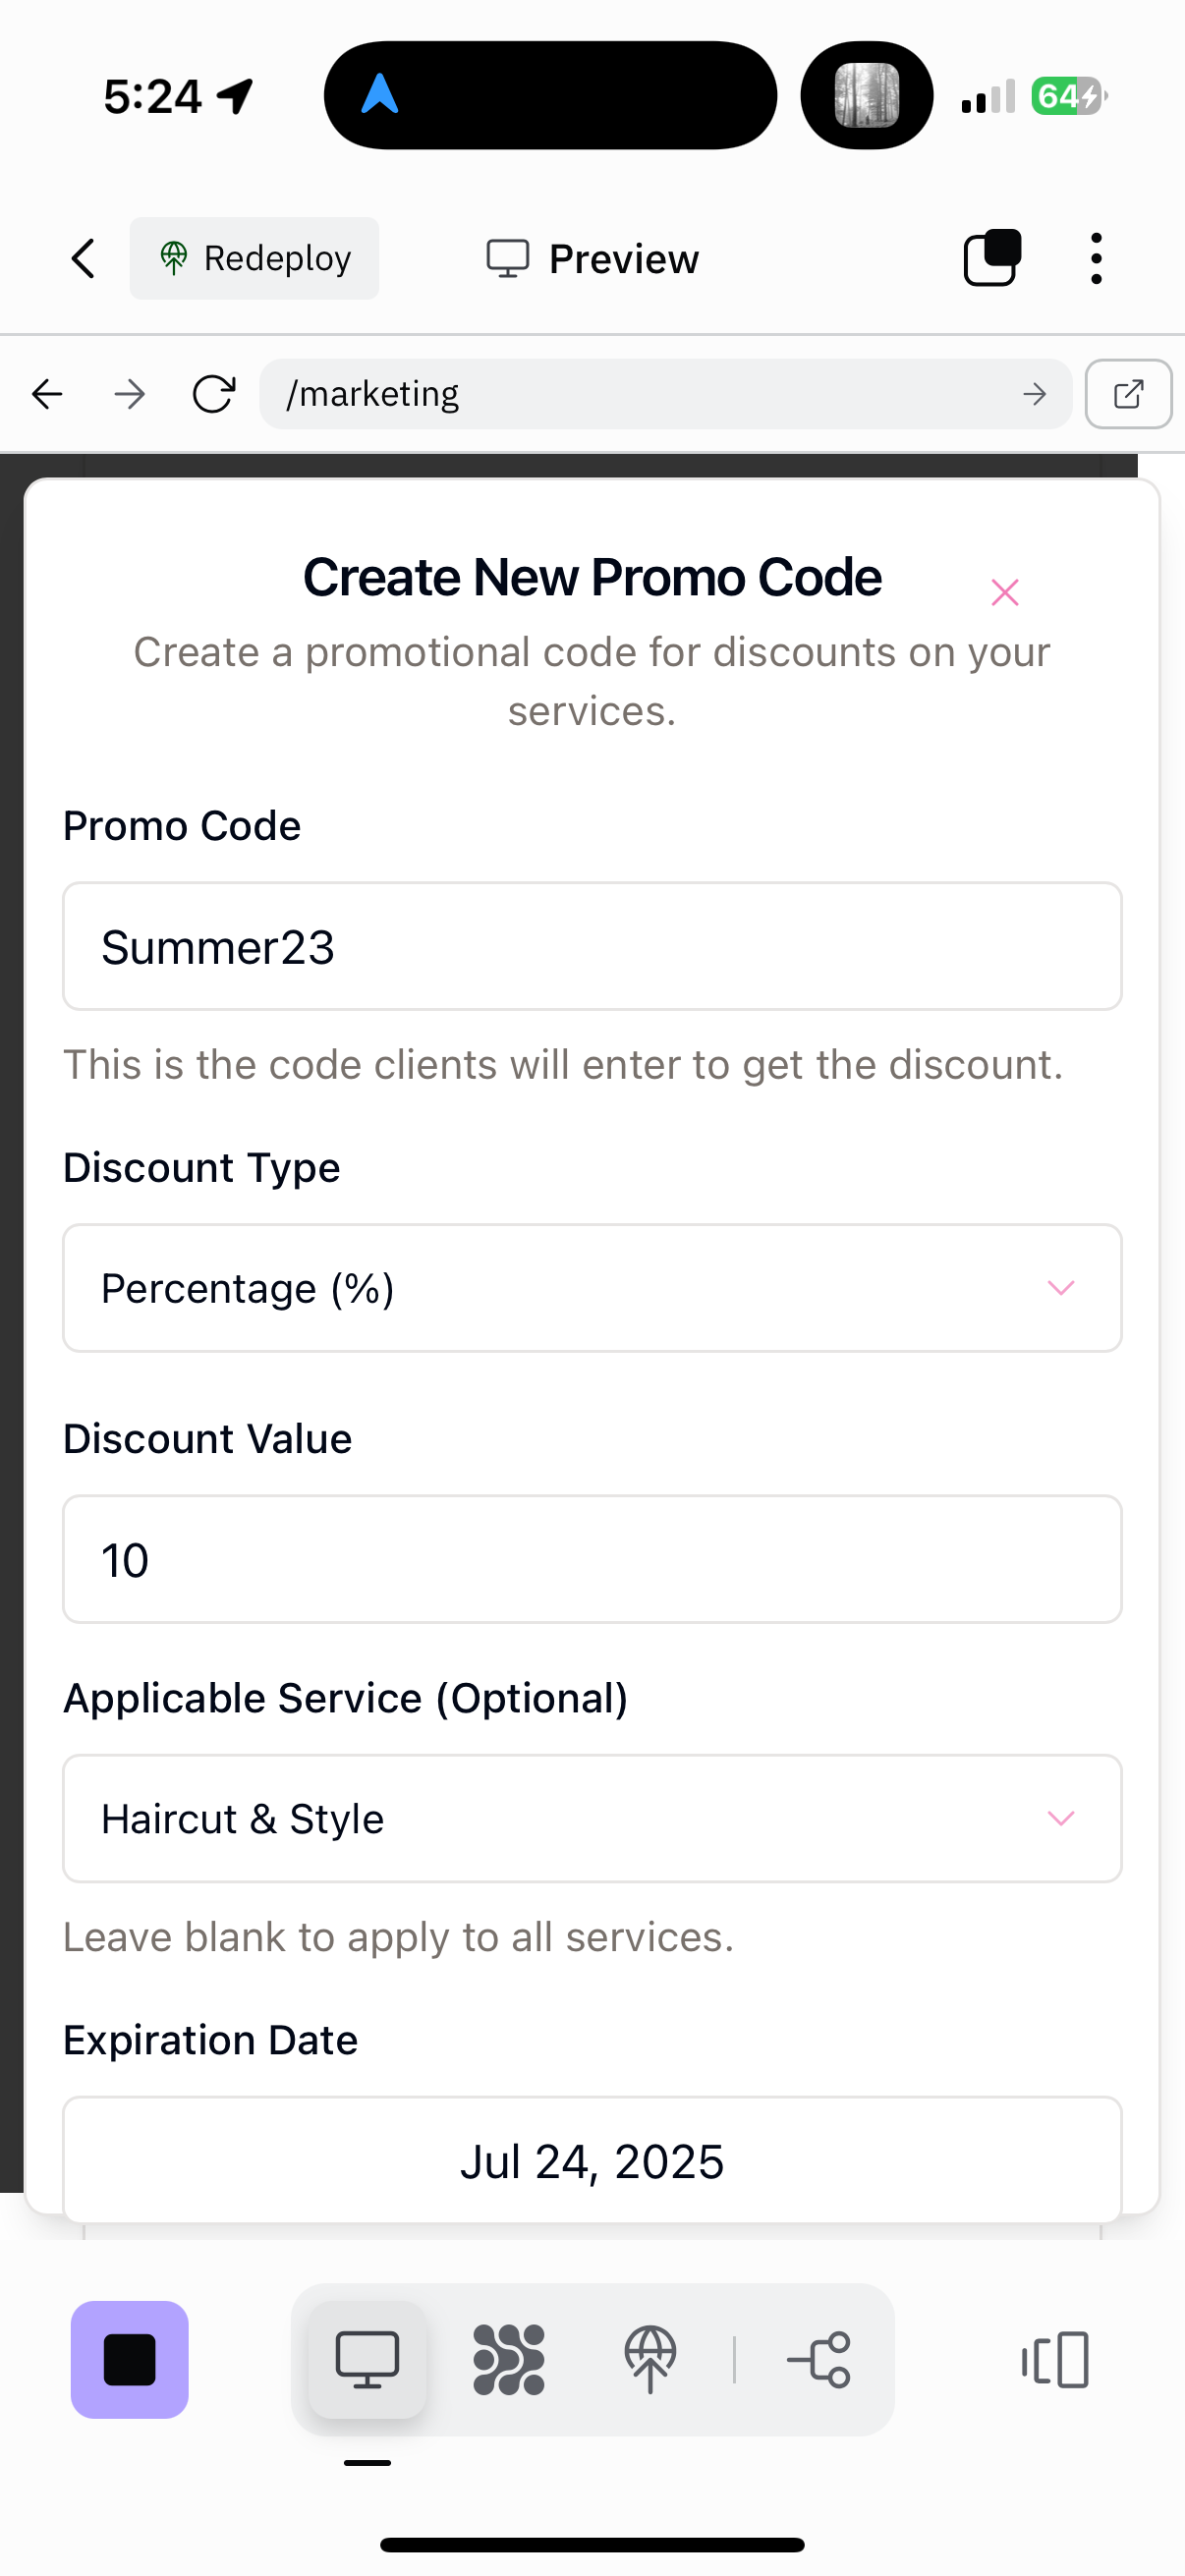 5:24
64
Redeploy
Preview
/marketing
Create New Promo Code
Create a promotional code for discounts on your
services.
Promo Code
Summer23
This is the code clients will enter to get the discount.
Discount Type
Percentage (%)
Discount Value
10
Applicable Service (Optional)
Haircut & Style
Leave blank to apply to all services.
Expiration Date
Jul 24, 2025